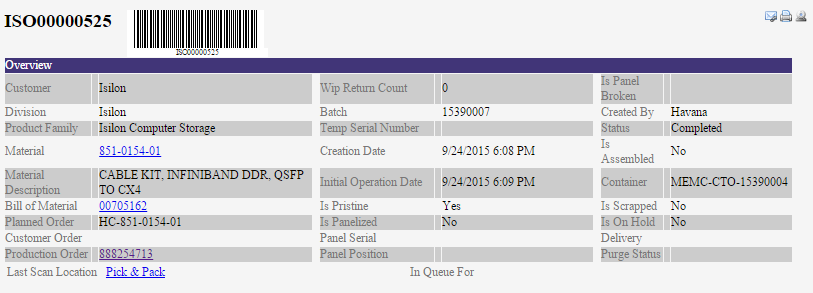 ISO00000525
ISO00000525
Overview
Customer Isilon Wip Return Count 0 Is Panel Broken
Division Isilon Batch 15390007 Created By Havana
Product Family Isilon Computer Storage Temp Serial Number Status Completed
Material 851-0154-01 Creation Date 9/24/2015 6:08 PM Is Assembled No
Material Description CABLE KIT, INFINIBAND DDR, QSFP TO CX4 Initial Operation Date 9/24/2015 6:09 PM Container MEMC-CTO-15390004
Bill of Material 00705162 Is Pristine Yes Is Scrapped No
Planned Order HC-851-0154-01 Is Panelized No Is On Hold No
Customer Order Panel Serial Delivery
Production Order 888254713 Panel Position Purge Status
Last Scan Location Pick & Pack In Queue For